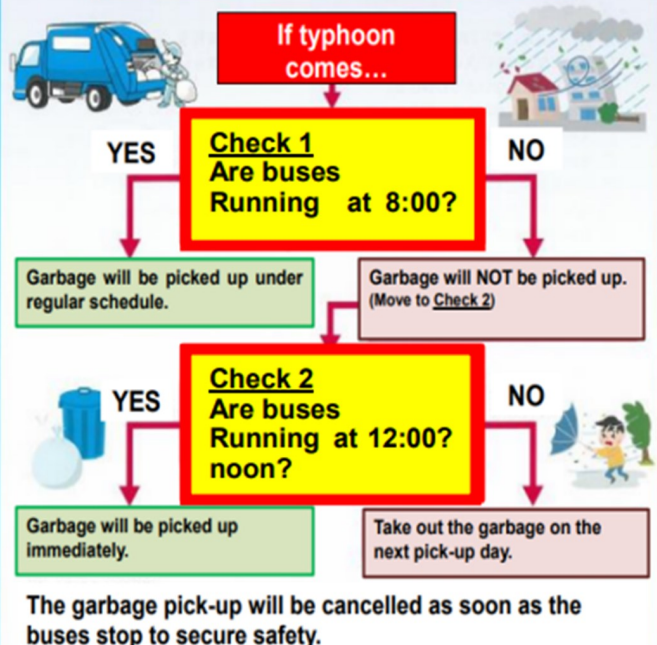 If typhoon
comes...
YES
Check 1
Are buses
Running at 8:00?
NO
Garbage will be picked up under
regular schedule.
Garbage will NOT be picked up.
(Move to Check 2)
YES
Check 2
Are buses
Running at 12:00?
noon?
NO
Garbage will be picked up
immediately.
Take out the garbage on the
next pick-up day.
The garbage pick-up will be cancelled as soon as the
buses stop to secure safety.